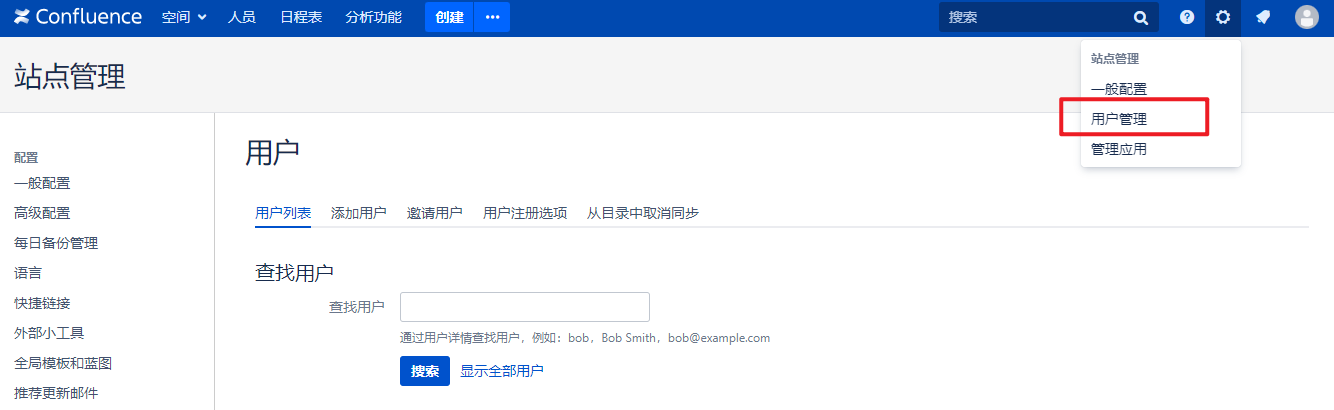 Confluence 空间 人员 日程表 分析功能 创建 ··· 搜索
站点管理
一般配置
用户管理
管理应用
站点管理
配置
一般配置
高级配置
每日备份管理
语言
快捷链接
外部小工具
全局模板和蓝图
推荐更新邮件
用户
用户列表 添加用户 邀请用户 用户注册选项 从目录中取消同步
查找用户
查找用户
通过用户详情查找用户，例如：bob，Bob Smith，bob@example.com
搜索 显示全部用户